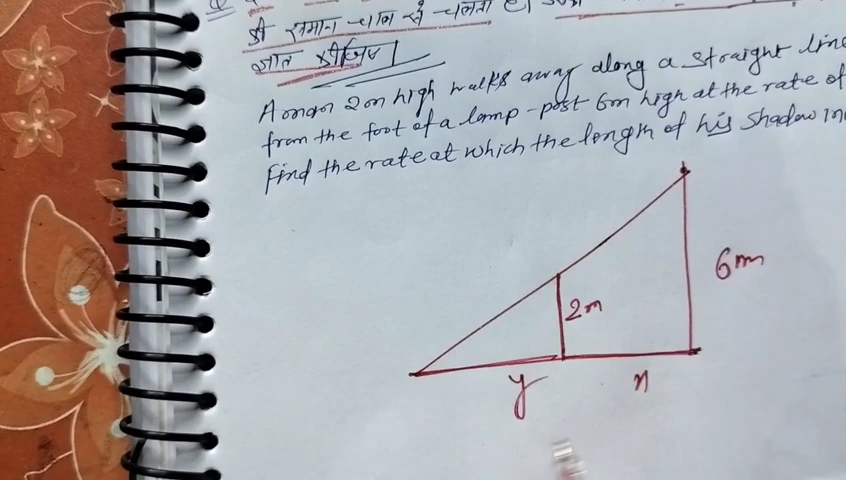 से समान चाल से चलता है।
ज्ञात कीजिए।
A man 2m high walks away along a straight line
from the foot of a lamp-post 6m high at the rate of
Find the rate at which the length of his shadow
6m
2m
y
x